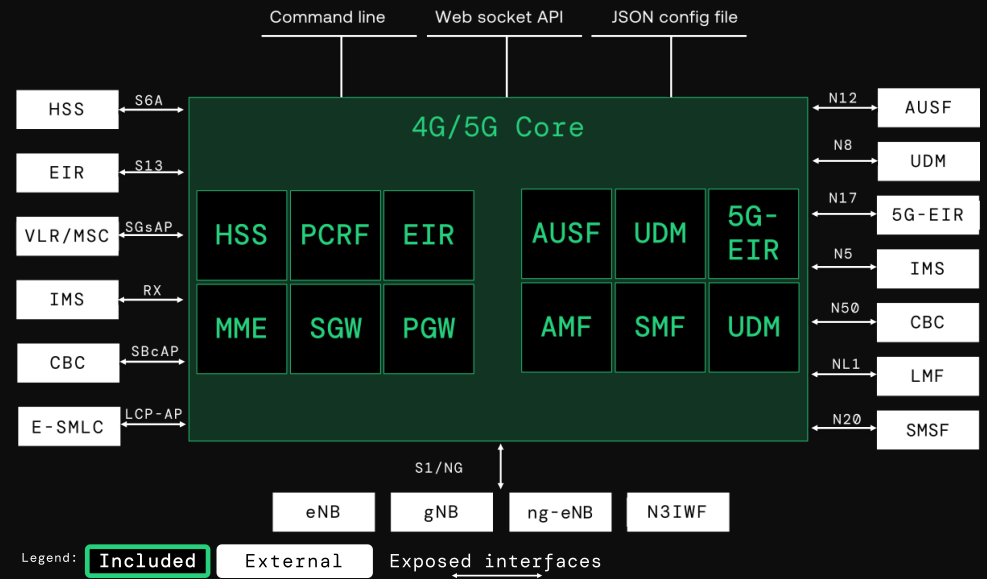 Command line
Web socket API
JSON config file
4G/5G Core
HSS
S6A
EIR
S13
VLR/MSC
SGsAP
IMS
RX
CBC
SBcAP
E-SMLC
LCP-AP
HSS
PCRF
EIR
MME
SGW
PGW
AUSF
UDM
5G-
EIR
AMF
SMF
UDM
N12
AUSF
N8
UDM
N17
5G-EIR
N5
IMS
N50
CBC
NL1
LMF
N20
SMSF
S1/NG
eNB
gNB
ng-eNB
N3IWF
Legend:
Included
External
Exposed interfaces